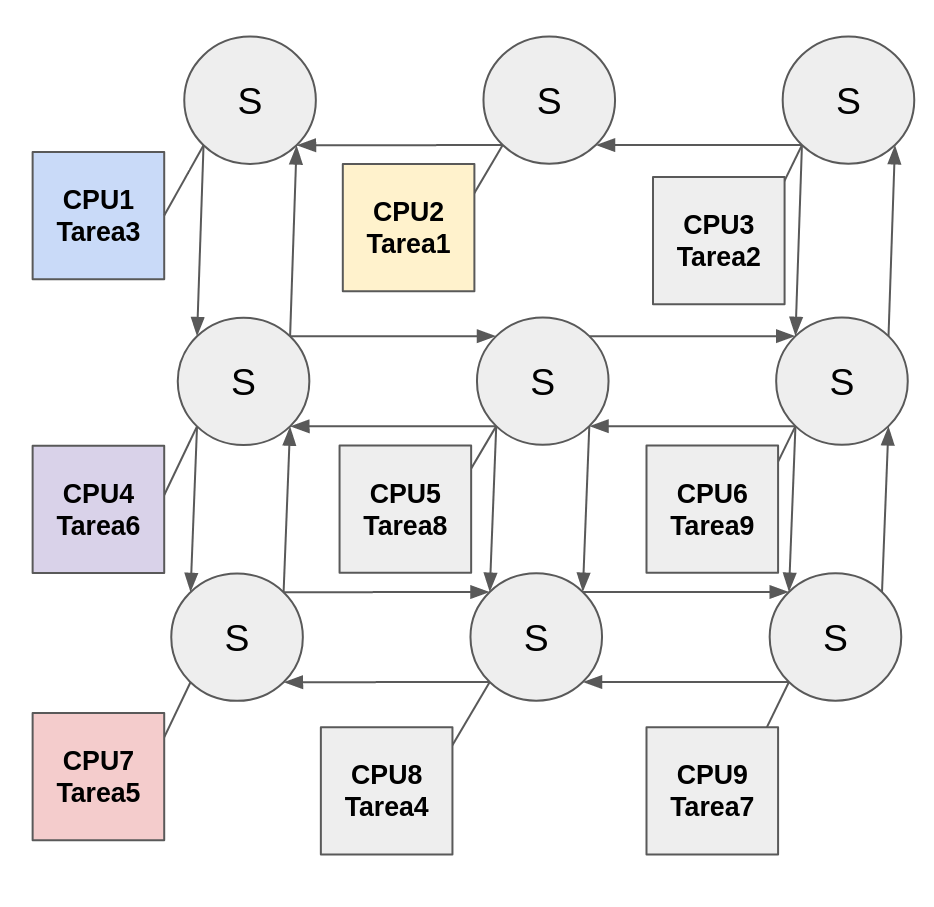 S
S
S
CPU1
Tarea3
CPU2
Tarea1
CPU3
Tarea2
S
S
S
CPU4
Tarea6
CPU5
Tarea8
CPU6
Tarea9
S
S
S
CPU7
Tarea5
CPU8
Tarea4
CPU9
Tarea7